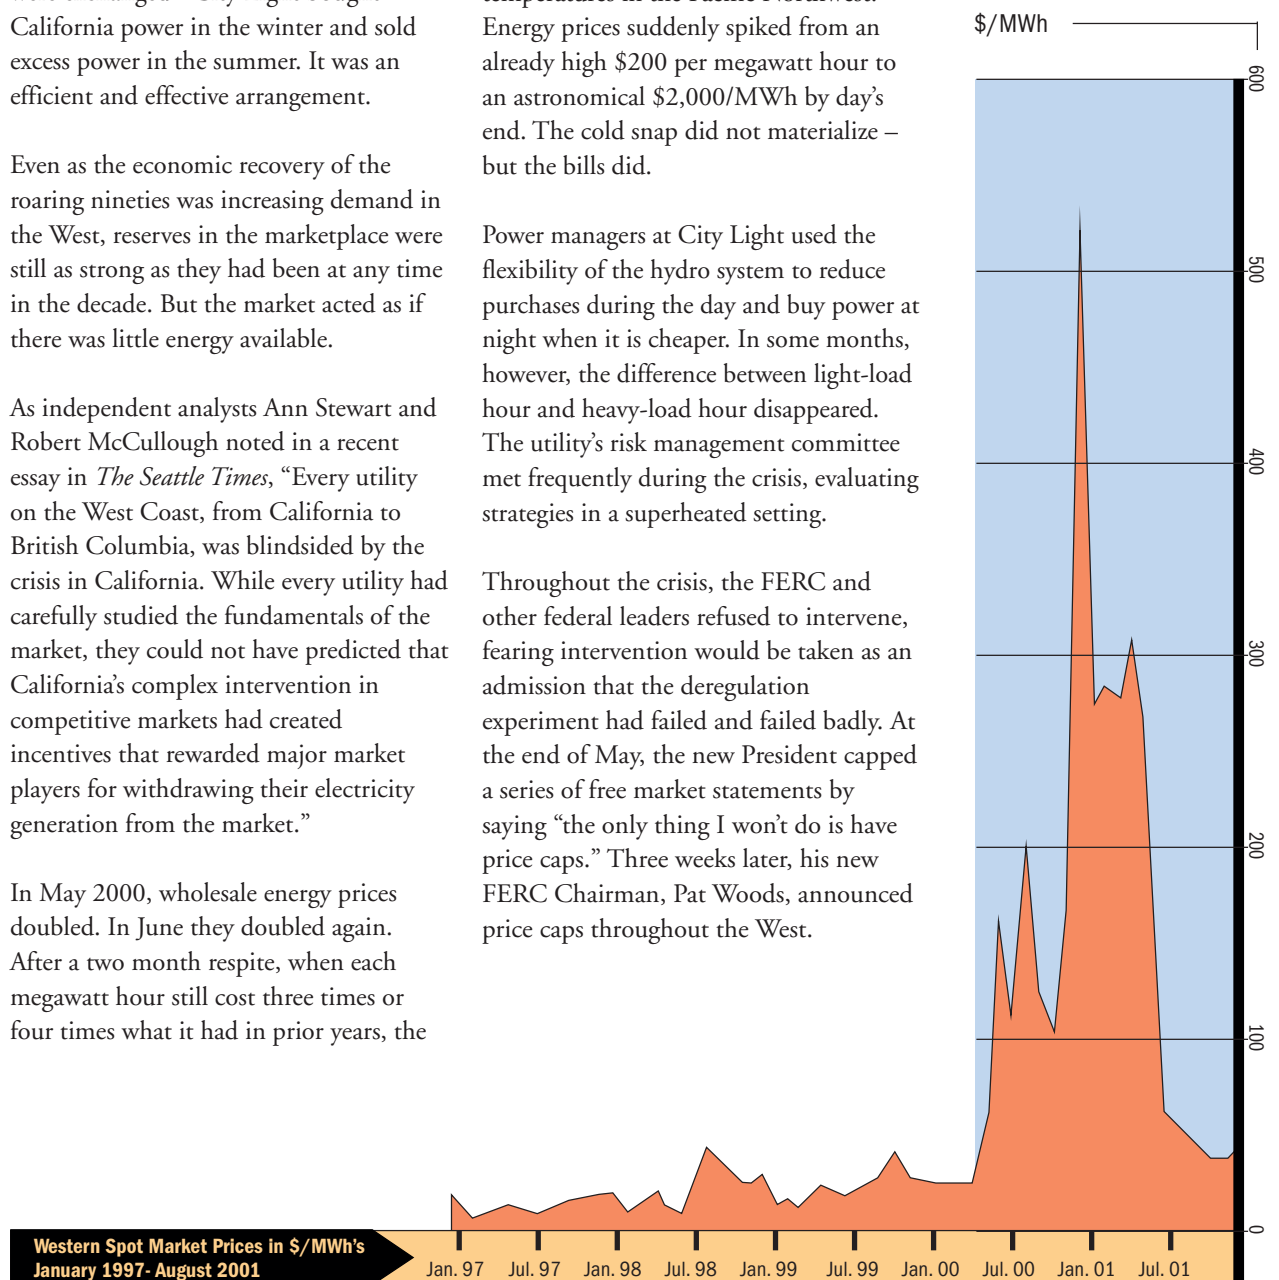 California power in the winter and sold
excess power in the summer. It was an
efficient and effective arrangement.
Even as the economic recovery of the
roaring nineties was increasing demand in
the West, reserves in the marketplace were
still as strong as they had been at any time
in the decade. But the market acted as if
there was little energy available.
As independent analysts Ann Stewart and
Robert McCullough noted in a recent
essay in The Seattle Times, “Every utility
on the West Coast, from California to
British Columbia, was blindsided by the
crisis in California. While every utility had
carefully studied the fundamentals of the
market, they could not have predicted that
California’s complex intervention in
competitive markets had created
incentives that rewarded major market
players for withdrawing their electricity
generation from the market.”
In May 2000, wholesale energy prices
doubled. In June they doubled again.
After a two month respite, when each
megawatt hour still cost three times or
four times what it had in prior years, the
temperatures in the Pacific Northwest.
Energy prices suddenly spiked from an
already high $200 per megawatt hour to
an astronomical $2,000/MWh by day’s
end. The cold snap did not materialize –
but the bills did.
Power managers at City Light used the
flexibility of the hydro system to reduce
purchases during the day and buy power at
night when it is cheaper. In some months,
however, the difference between light-load
hour and heavy-load hour disappeared.
The utility’s risk management committee
met frequently during the crisis, evaluating
strategies in a superheated setting.
Throughout the crisis, the FERC and
other federal leaders refused to intervene,
fearing intervention would be taken as an
admission that the deregulation
experiment had failed and failed badly. At
the end of May, the new President capped
a series of free market statements by
saying “the only thing I won’t do is have
price caps.” Three weeks later, his new
FERC Chairman, Pat Woods, announced
price caps throughout the West.
$/MWh
600
500
400
300
200
100
0
Western Spot Market Prices in $/MWh’s
January 1997- August 2001
Jan. 97 Jul. 97 Jan. 98 Jul. 98 Jan. 99 Jul. 99 Jan. 00 Jul. 00 Jan. 01 Jul. 01